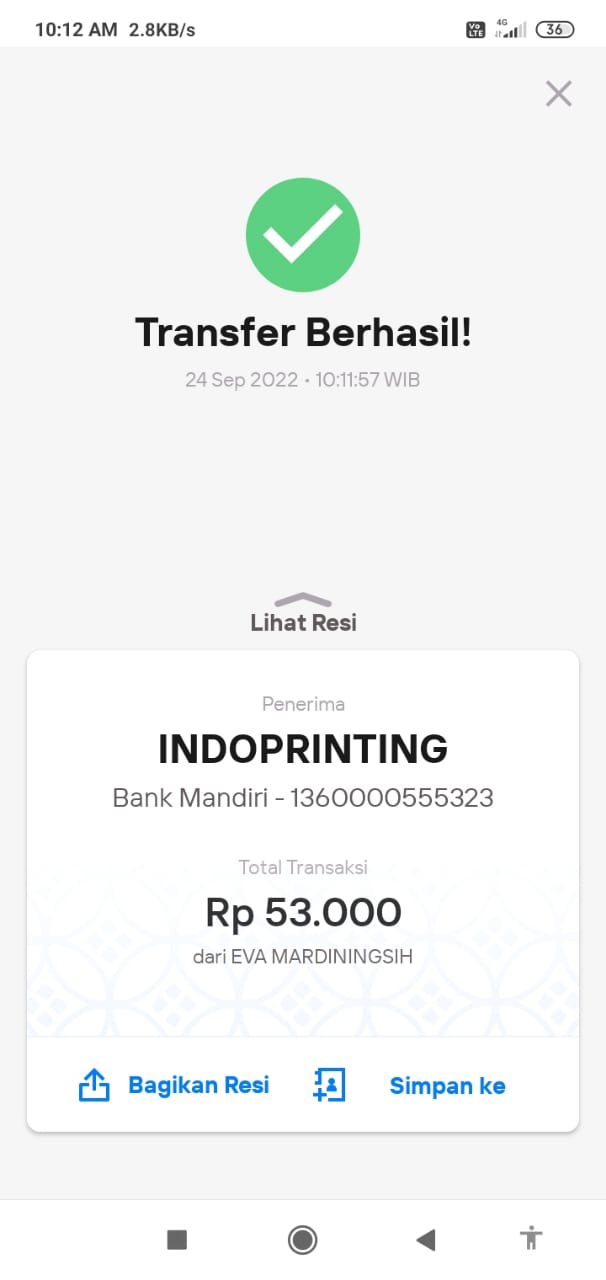 10:12 AM 2.8KB/s
Vo LTE 4G 36
Transfer Berhasil!
24 Sep 2022 • 10:11:57 WIB
Lihat Resi
Penerima
INDOPRINTING
Bank Mandiri - 1360000555323
Total Transaksi
Rp 53.000
dari EVA MARDININGSIH
Bagikan Resi
Simpan ke